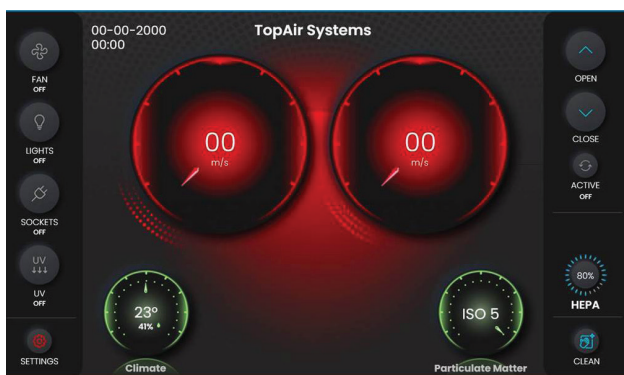 00-00-2000
00:00
TopAir Systems
FAN
OFF
LIGHTS
OFF
SOCKETS
OFF
UV
UV
OFF
SETTINGS
00
m/s
00
m/s
23°
41%
Climate
ISO 5
Particulate Matter
OPEN
CLOSE
ACTIVE
OFF
80%
HEPA
CLEAN